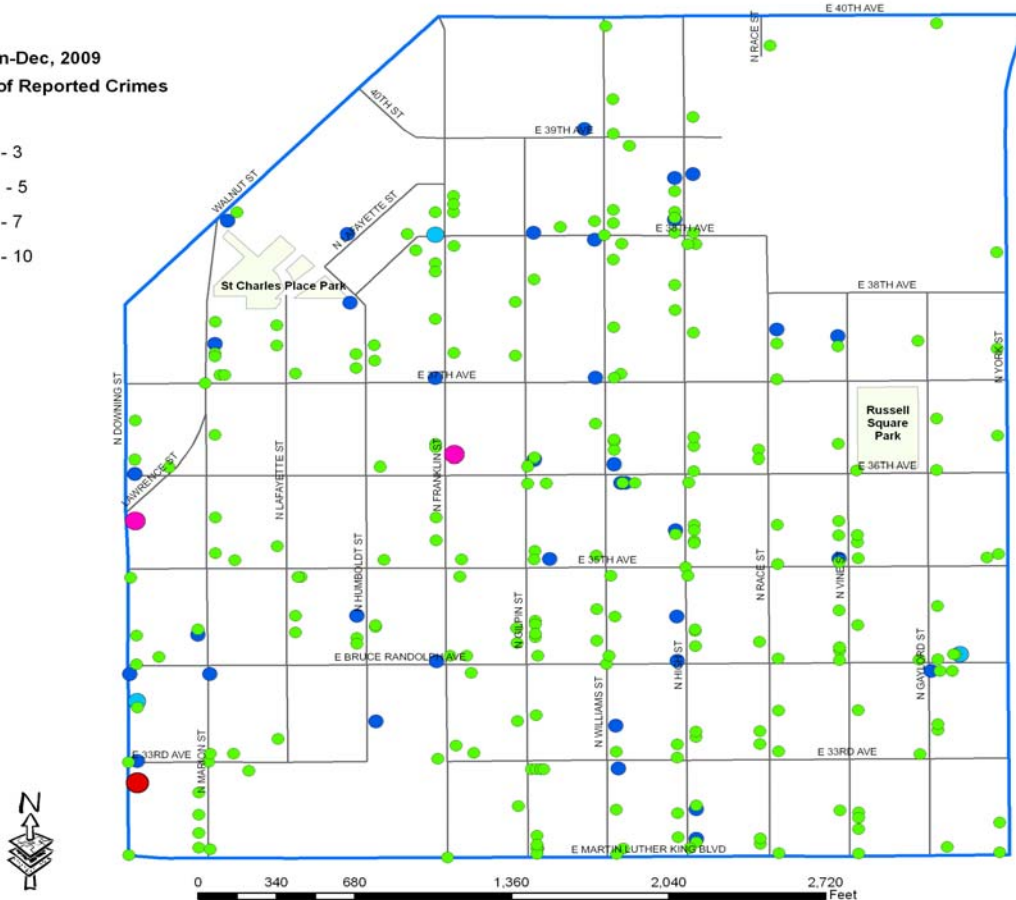 n-Dec, 2009
of Reported Crimes
- 3
- 5
- 7
- 10
E 40TH AVE
N RACE ST
40TH ST
E 39TH AVE
WALNUT ST
N LAFAYETTE ST
E 38TH AVE
St Charles Place Park
E 38TH AVE
N YORK ST
N DOWNING ST
E 37TH AVE
Russell
Square
Park
LAWRENCE ST
N LAFAYETTE ST
N FRANKLIN ST
E 36TH AVE
N HUMBOLDT ST
E 35TH AVE
N RACE ST
N VINE ST
N GILPIN ST
E BRUCE RANDOLPH AVE
N HIGH ST
N GAYLORD ST
N WILLIAMS ST
N MARION ST
E 33RD AVE
E 33RD AVE
E MARTIN LUTHER KING BLVD
N
0 340 680 1,360 2,040 2,720
Feet